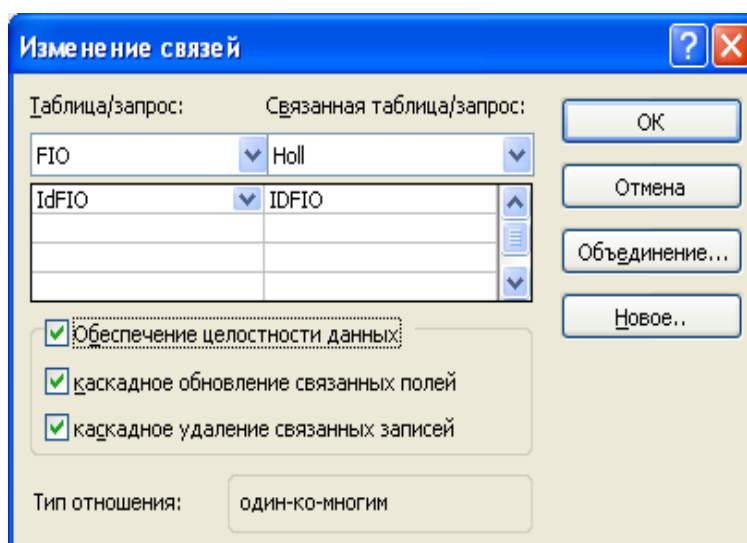 Изменение связей
Таблица/запрос: Связанная таблица/запрос:
FIO Holl
IdFIO IDFIO
Обеспечение целостности данных
каскадное обновление связанных полей
каскадное удаление связанных записей
Тип отношения: один-ко-многим
ОК
Отмена
Объединение...
Новое..